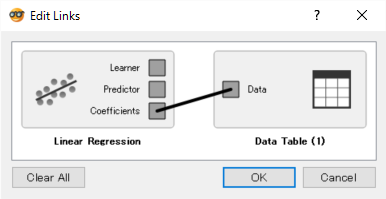 Edit Links
?
Learner
Predictor
Coefficients
Data
Linear Regression
Data Table (1)
Clear All
OK
Cancel